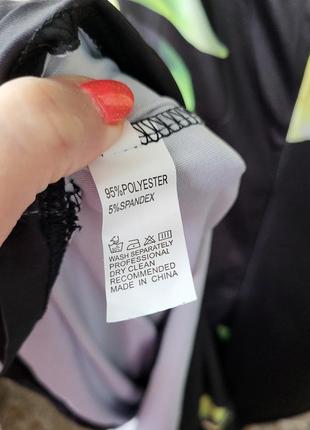 95%POLYESTER
5%SPANDEX
WASH SEPARATELY
PROFESSIONAL
DRY CLEAN
RECOMMENDED
MADE IN CHINA